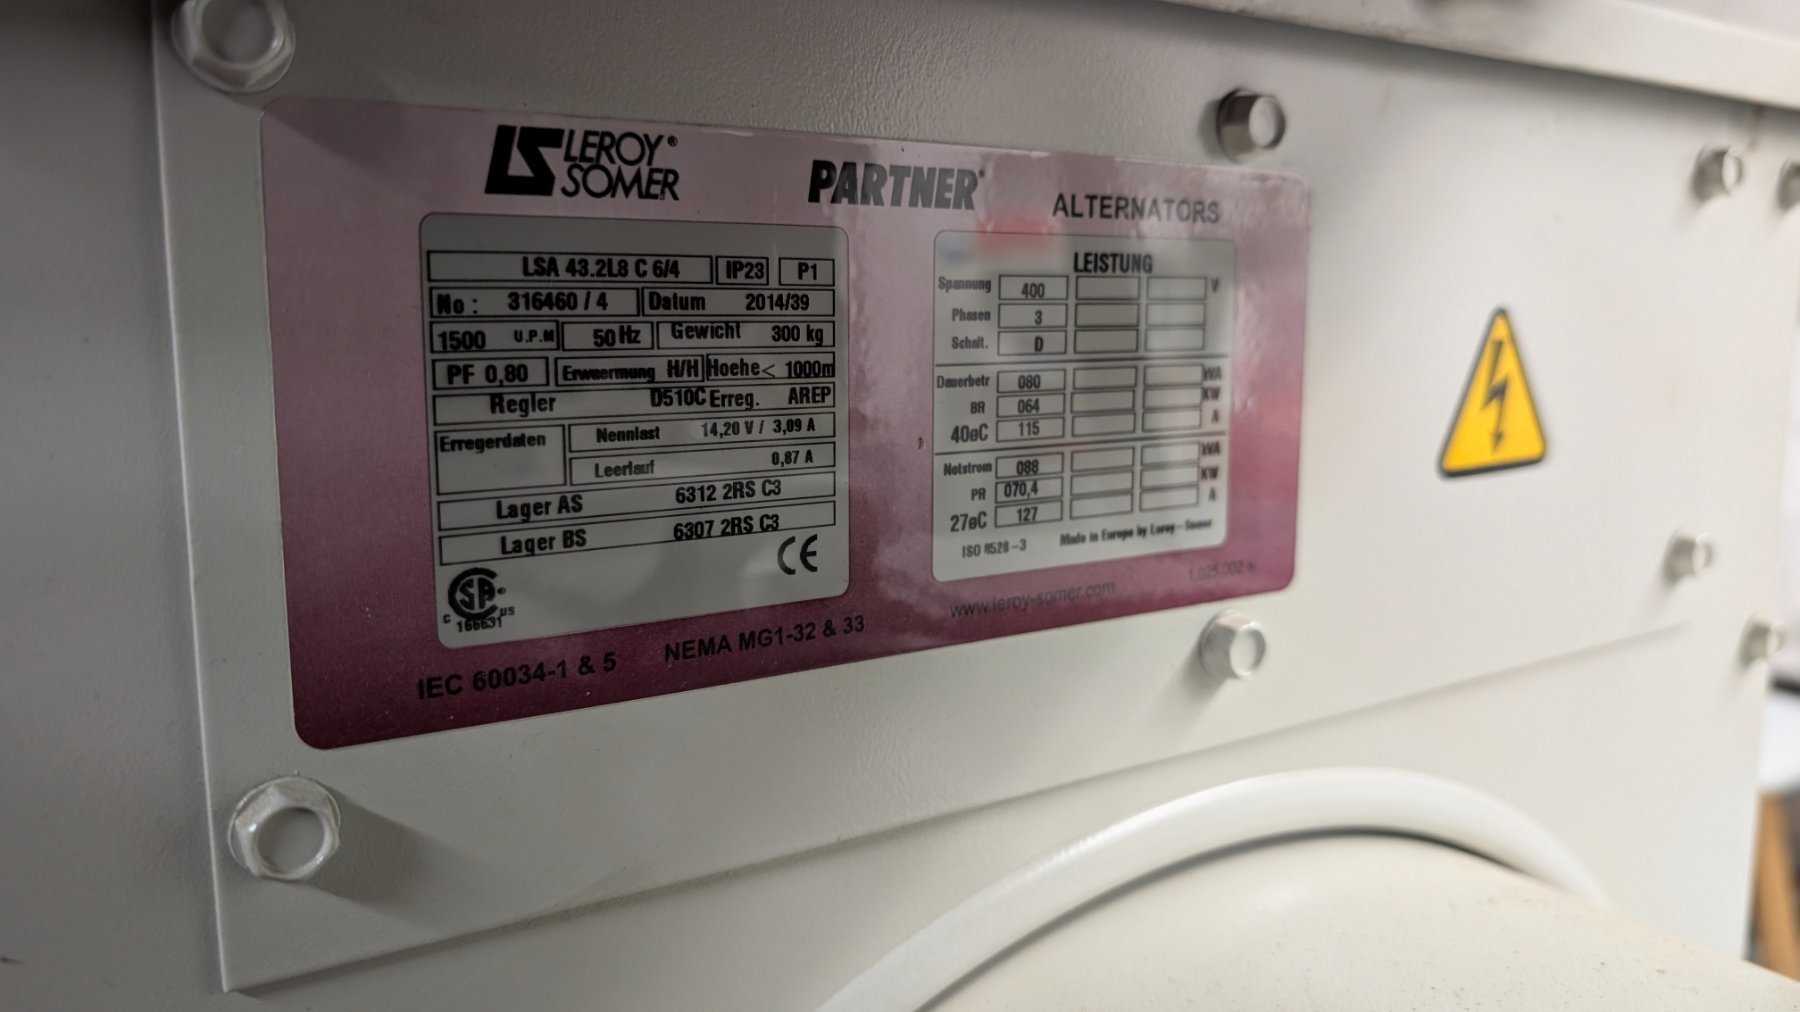 LEROY®
SOMER
PARTNER®
ALTERNATORS
LSA 43.2L8 C 6/4 IP23 P1
No : 316460 / 4 Datum 2014/39
1500 U.P.M 50 Hz Gewicht 300 kg
PF 0,80 Erwaermung H/H Hoehe < 1000m
Regler D510C Erreg. AREP
Erregerdaten Nennlast 14,20 V / 3,09 A
Leerlauf 0,87 A
Lager AS 6312 2RS C3
Lager BS 6307 2RS C3
CE
c SA® us
166631
LEISTUNG
Spannung 400 V
Phasen 3
Schalt. D
Dauerbetr 080 KVA
BR 064 KW
40øC 115 A
Notstrom 088 KVA
PR 070,4 KW
27øC 127 A
ISO 8528-3 Made in Europe by Leroy-Somer
IEC 60034-1 & 5 NEMA MG1-32 & 33 www.leroy-somer.com